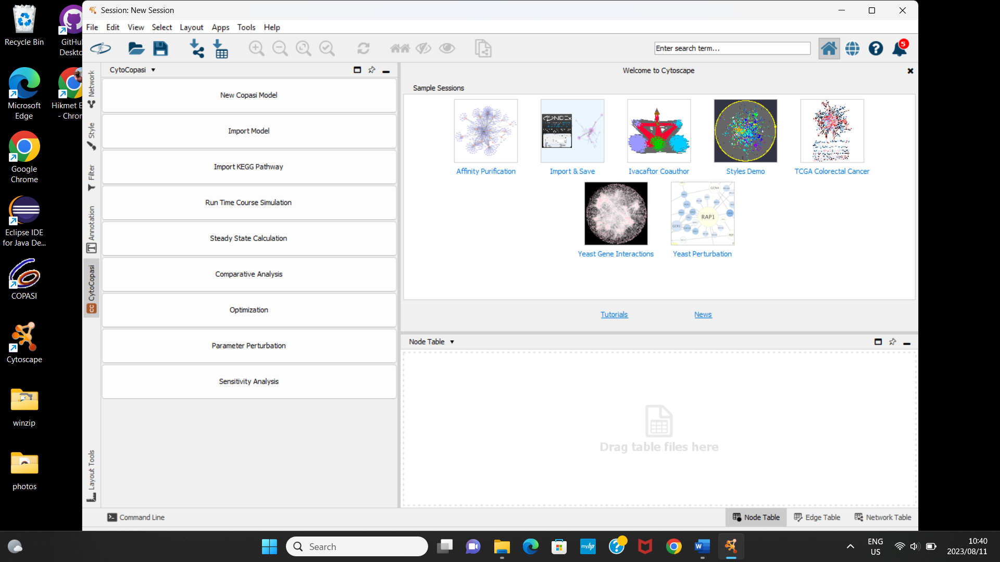 Recycle Bin
GitHu
Deskto
Microsoft
Edge
Hikmet E
- Chron
Google
Chrome
Eclipse IDE
for Java De...
COPASI
Cytoscape
winzip
photos
Session: New Session
File Edit View Select Layout Apps Tools Help
Enter search term...
5
Network
Style
Filter
Annotation
CytoCopasi
CC
Layout Tools
CytoCopasi
New Copasi Model
Import Model
Import KEGG Pathway
Run Time Course Simulation
Steady State Calculation
Comparative Analysis
Optimization
Parameter Perturbation
Sensitivity Analysis
Welcome to Cytoscape
Sample Sessions
Affinity Purification
Import & Save
Ivacaftor Coauthor
Styles Demo
TCGA Colorectal Cancer
RAP1
GCN4
GCR1
Yeast Gene Interactions
Yeast Perturbation
Tutorials
News
Node Table
Drag table files here
Command Line
Node Table
Edge Table
Network Table
Search
myhp
W
ENG
US
10:40
2023/08/11